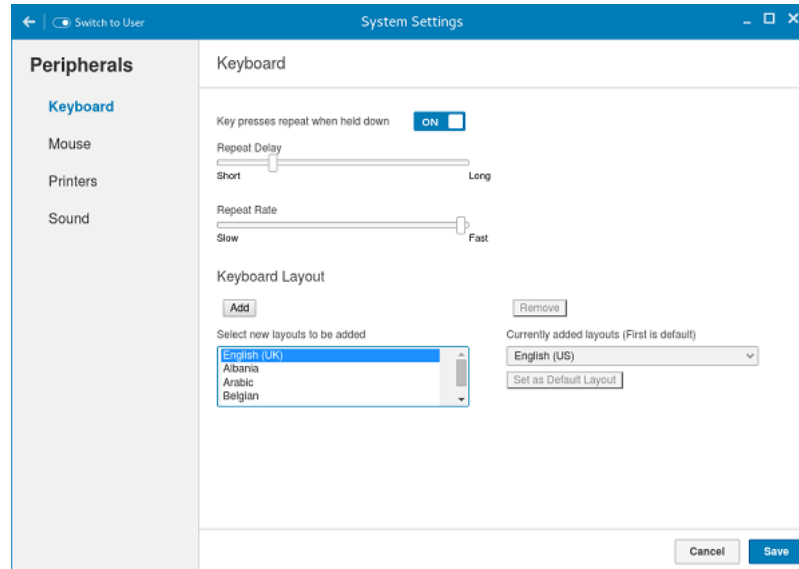 Switch to User
System Settings
Peripherals
Keyboard
Mouse
Printers
Sound
Keyboard
Key presses repeat when held down
ON
Repeat Delay
Short Long
Repeat Rate
Slow Fast
Keyboard Layout
Add
Remove
Select new layouts to be added
English (UK)
Albania
Arabic
Belgian
Currently added layouts (First is default)
English (US)
Set as Default Layout
Cancel
Save